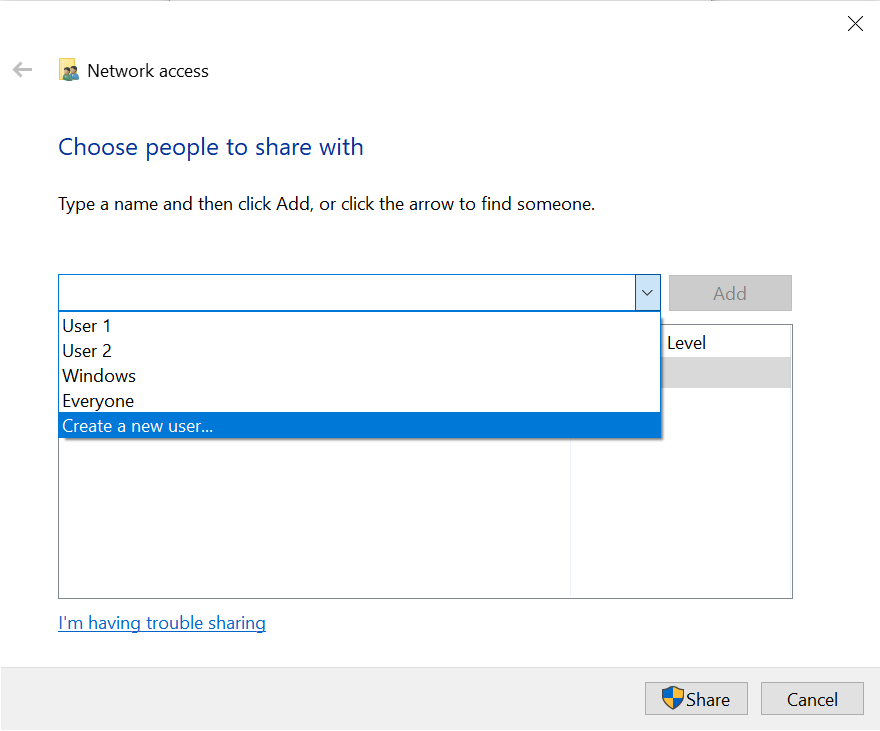 Network access
Choose people to share with
Type a name and then click Add, or click the arrow to find someone.
Add
User 1
User 2
Windows
Everyone
Create a new user...
Level
I'm having trouble sharing
Share
Cancel